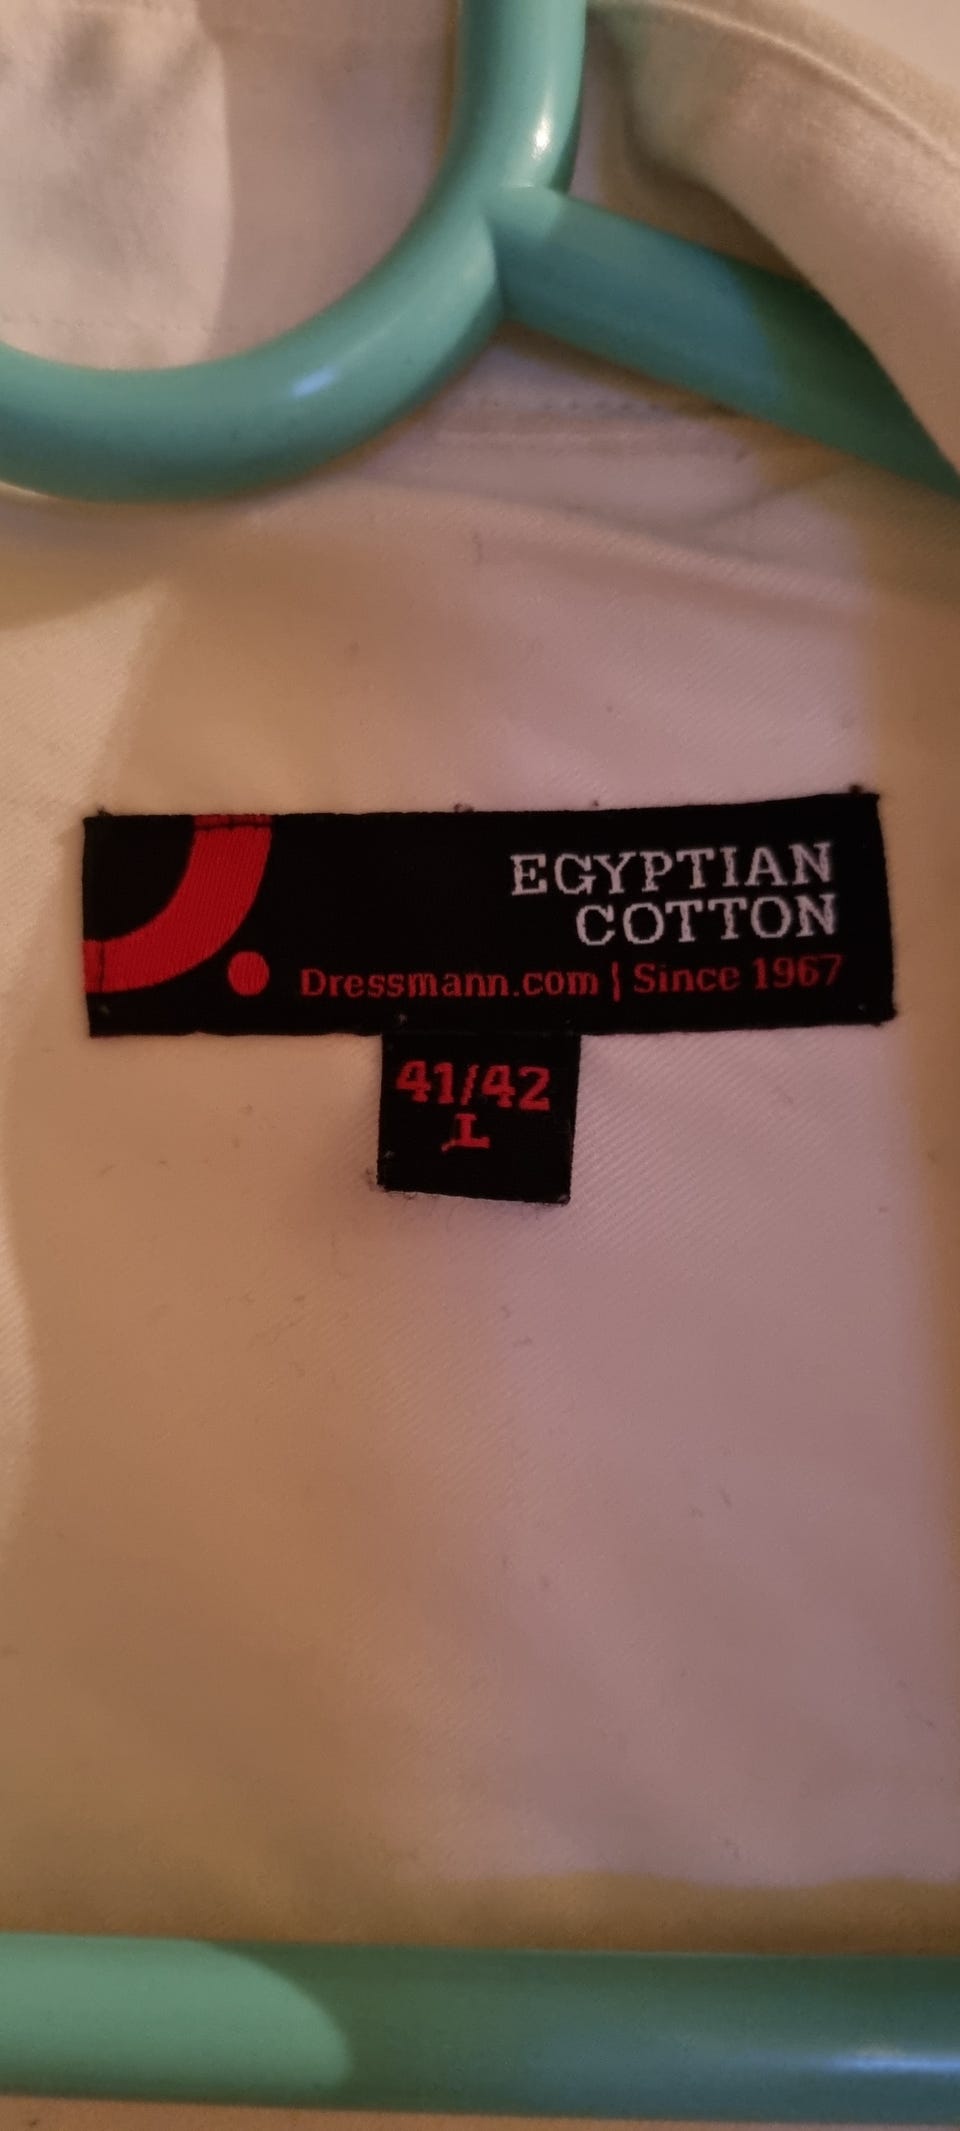 EGYPTIAN
COTTON
Dressmann.com | Since 1967
41/42
L